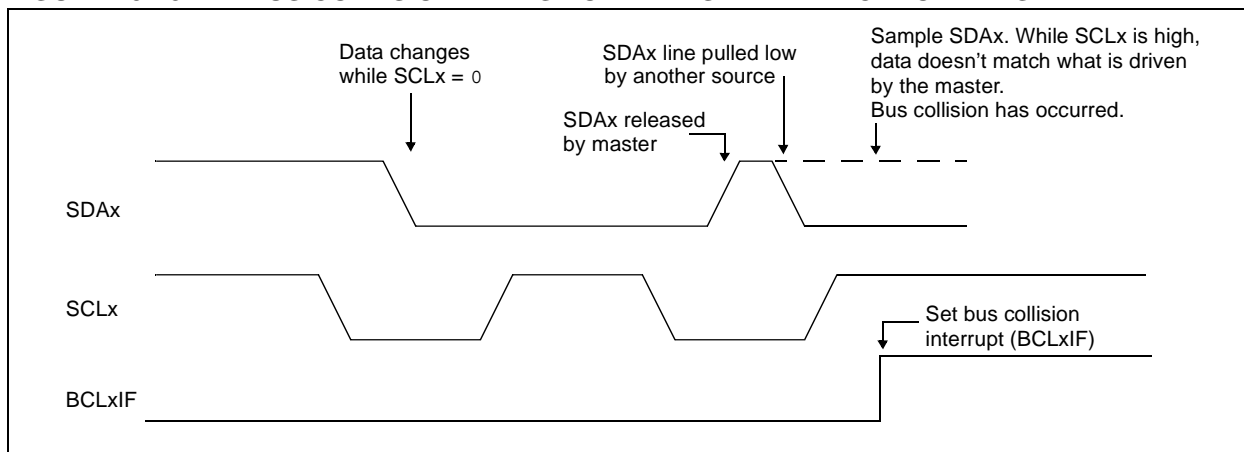 Data changes
while SCLx = 0
SDAx line pulled low
by another source
Sample SDAx. While SCLx is high,
data doesn't match what is driven
by the master.
Bus collision has occurred.
SDAx released
by master
SDAx
SCLx
Set bus collision
interrupt (BCLxIF)
BCLxIF